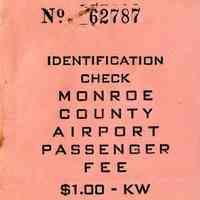 Nº 62787
IDENTIFICATION
CHECK
MONROE
COUNTY
AIRPORT
PASSENGER
FEE
$1.00 - KW